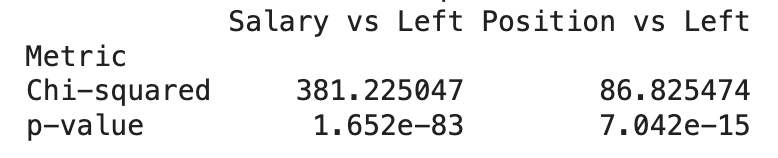 Salary vs Left Position vs Left
Metric
Chi-squared 381.225047 86.825474
p-value 1.652e-83 7.042e-15